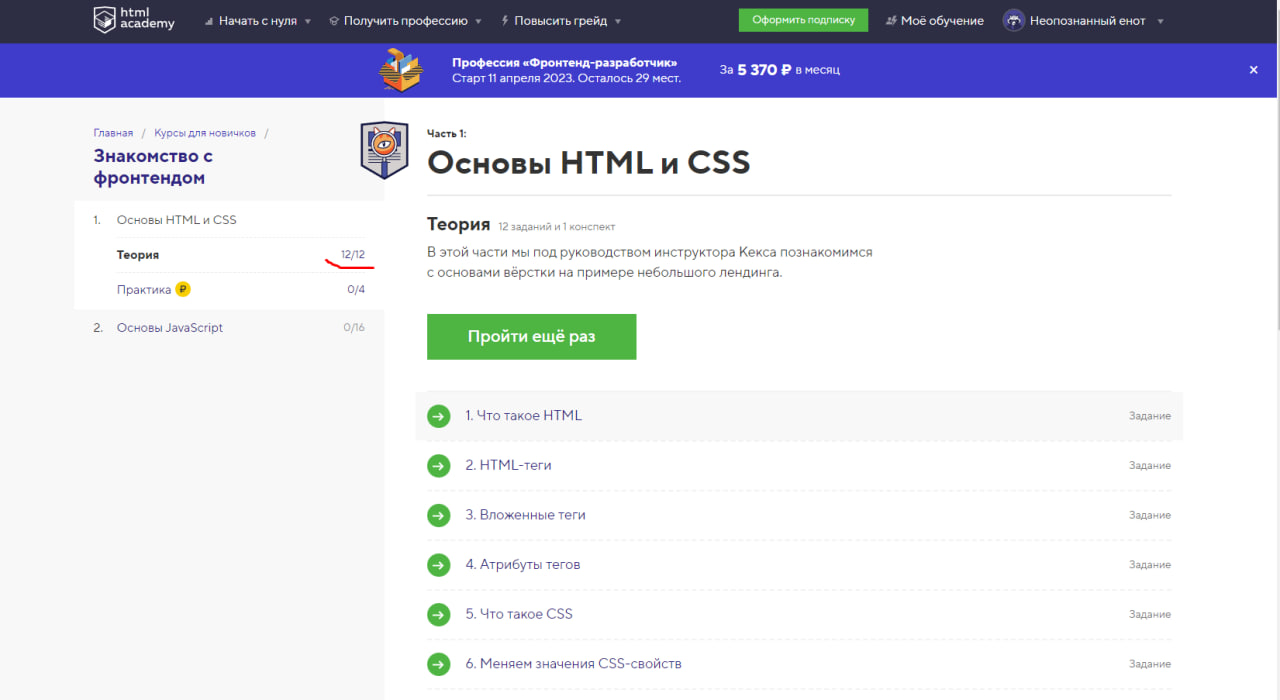 html
academy
Начать с нуля
Получить профессию
Повысить грейд
Оформить подписку
Моё обучение
Неопознанный енот
Профессия «Фронтенд-разработчик»
Старт 11 апреля 2023. Осталось 29 мест.
За 5 370 ₽ в месяц
×
Главная / Курсы для новичков /
Знакомство с
фронтендом
1. Основы HTML и CSS
Теория 12/12
Практика ₽ 0/4
2. Основы JavaScript 0/16
Часть 1:
Основы HTML и CSS
Теория 12 заданий и 1 конспект
В этой части мы под руководством инструктора Кекса познакомимся
с основами вёрстки на примере небольшого лендинга.
Пройти ещё раз
1. Что такое HTML Задание
2. HTML-теги Задание
3. Вложенные теги Задание
4. Атрибуты тегов Задание
5. Что такое CSS Задание
6. Меняем значения CSS-свойств Задание